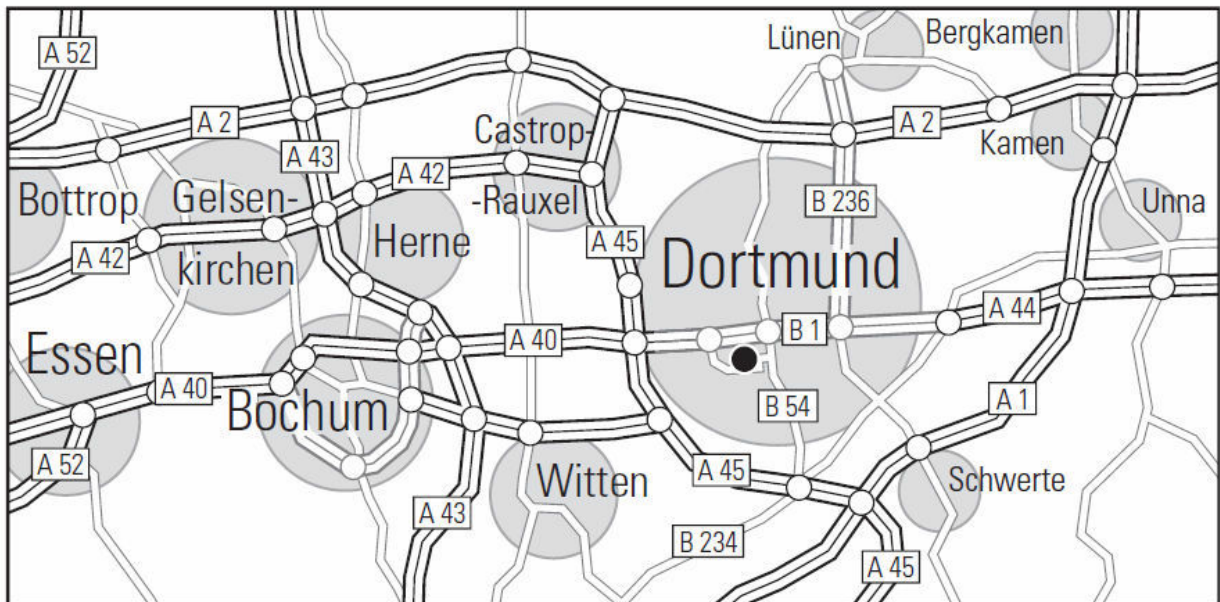 A 52
Lünen
Bergkamen
A 2
A 2
A 43
Castrop-
-Rauxel
Kamen
A 42
Bottrop
Gelsen-
kirchen
B 236
Unna
Herne
A 45
Dortmund
A 42
A 44
Essen
A 40
B 1
A 40
Bochum
B 54
A 1
A 52
Witten
A 45
Schwerte
A 43
B 234
A 45